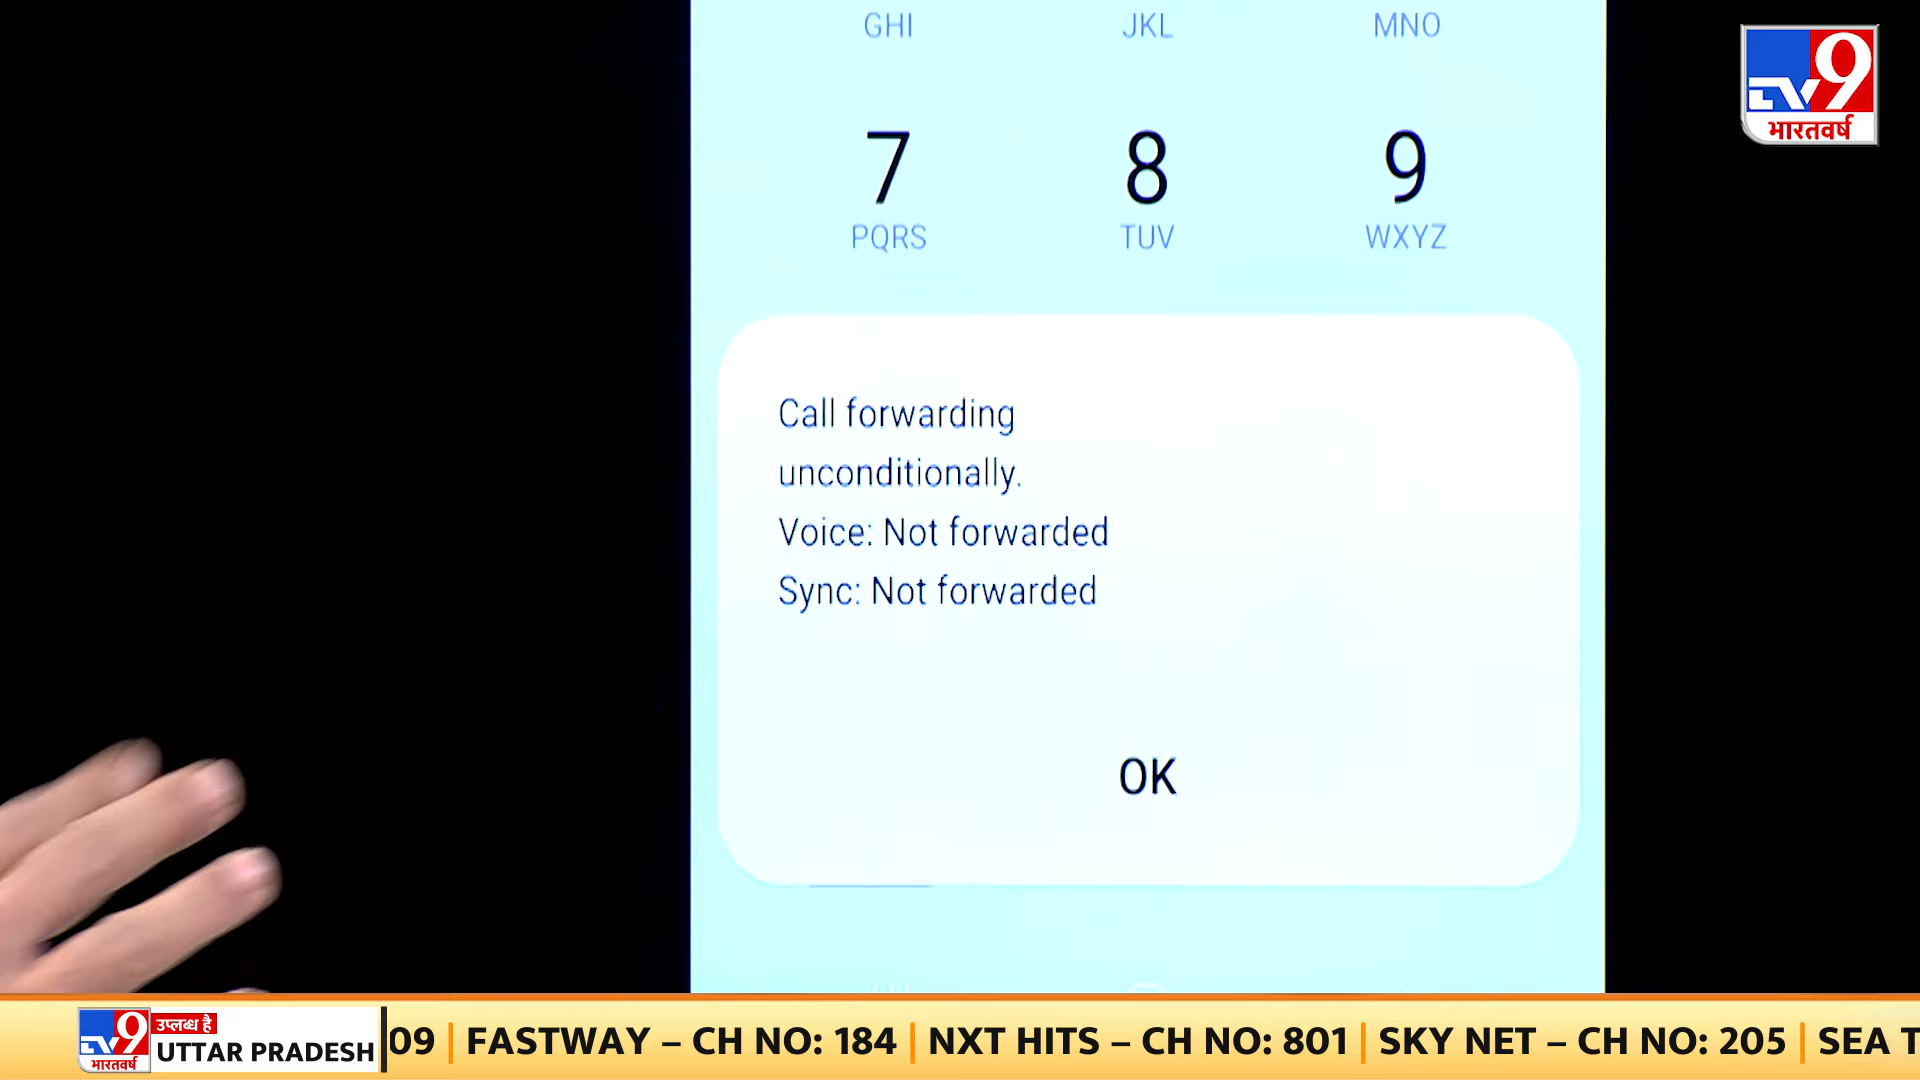 GHI JKL MNO
7 8 9
PQRS TUV WXYZ
Call forwarding
unconditionally.
Voice: Not forwarded
Sync: Not forwarded
OK
TV9
भारतवर्ष
TV9
भारतवर्ष
उपलब्ध है
UTTAR PRADESH
09 | FASTWAY – CH NO: 184 | NXT HITS – CH NO: 801 | SKY NET – CH NO: 205 | SEA T